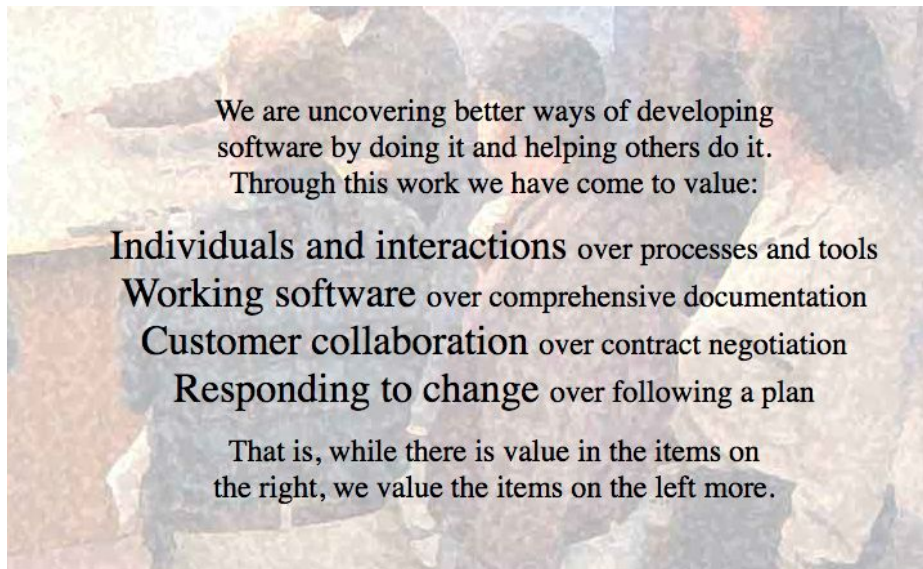 We are uncovering better ways of developing
software by doing it and helping others do it.
Through this work we have come to value:
Individuals and interactions over processes and tools
Working software over comprehensive documentation
Customer collaboration over contract negotiation
Responding to change over following a plan
That is, while there is value in the items on
the right, we value the items on the left more.